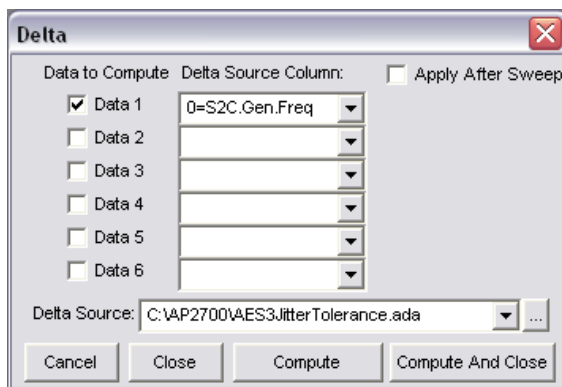 Delta
Data to Compute Delta Source Column: Apply After Sweep
Data 1 0=S2C.Gen.Freq
Data 2
Data 3
Data 4
Data 5
Data 6
Delta Source: C:\AP2700\AES3JitterTolerance.ada ...
Cancel Close Compute Compute And Close